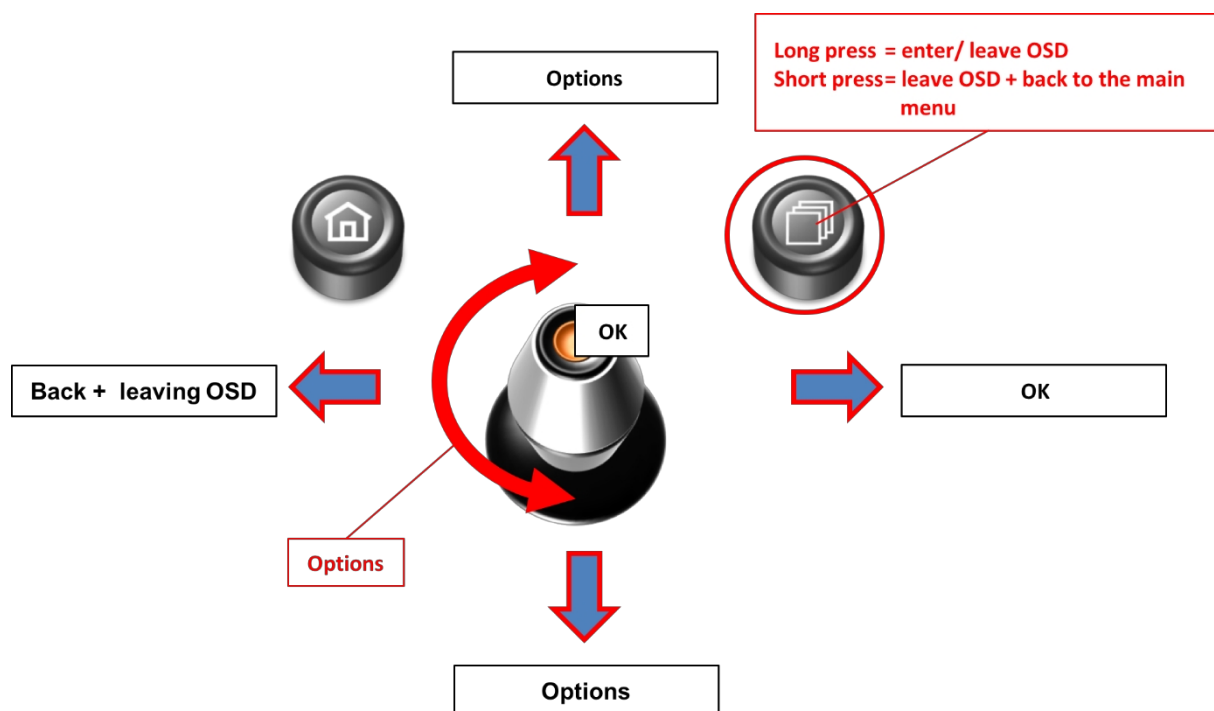 Long press = enter/ leave OSD
Short press= leave OSD + back to the main
menu
Options
OK
Back + leaving OSD
OK
Options
Options